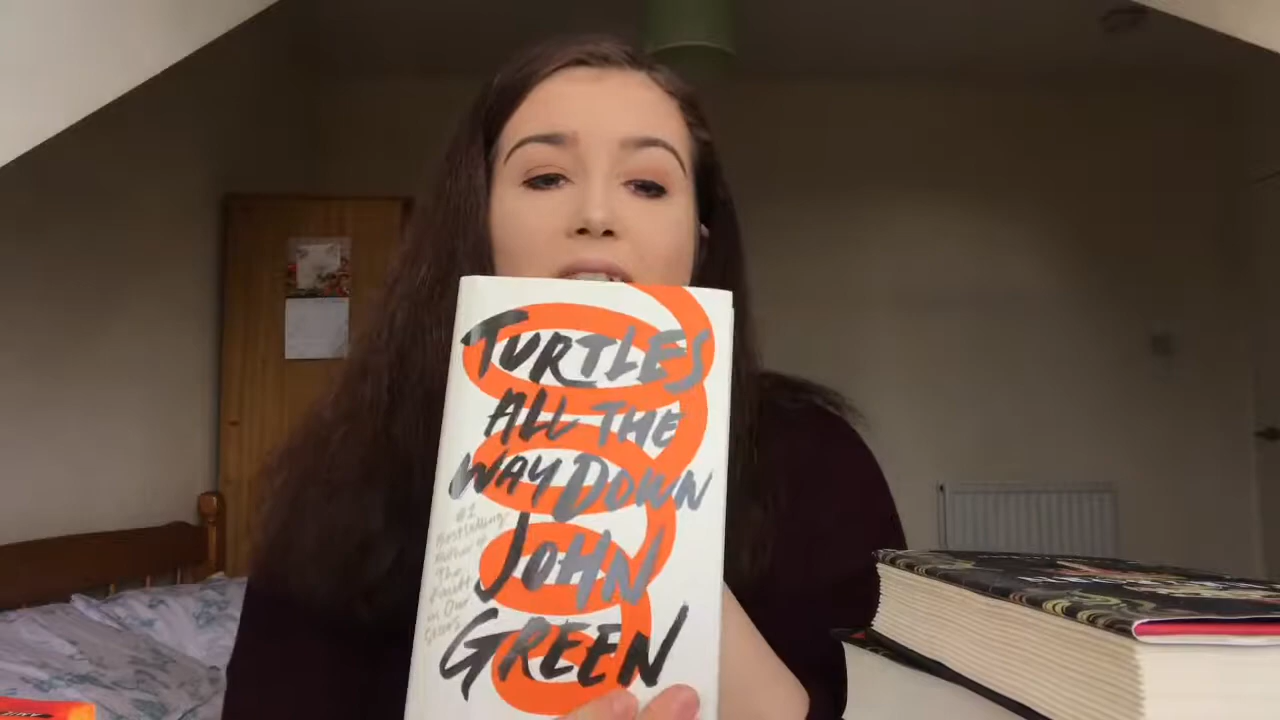 TURTLES
ALL THE
WAY DOWN
#1
Bestselling
Author of
The
Fault
in Our
Stars
JOHN
GREEN